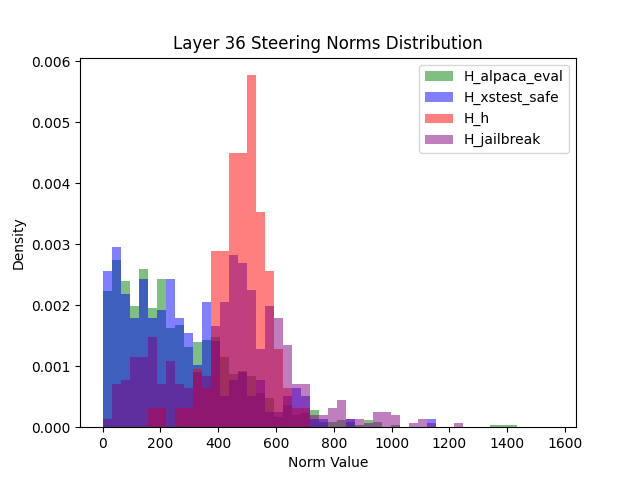 Layer 36 Steering Norms Distribution
0.006
0.005
0.004
0.003
0.002
0.001
0.000
Density
H_alpaca_eval
H_xstest_safe
H_h
H_jailbreak
0 200 400 600 800 1000 1200 1400 1600
Norm Value